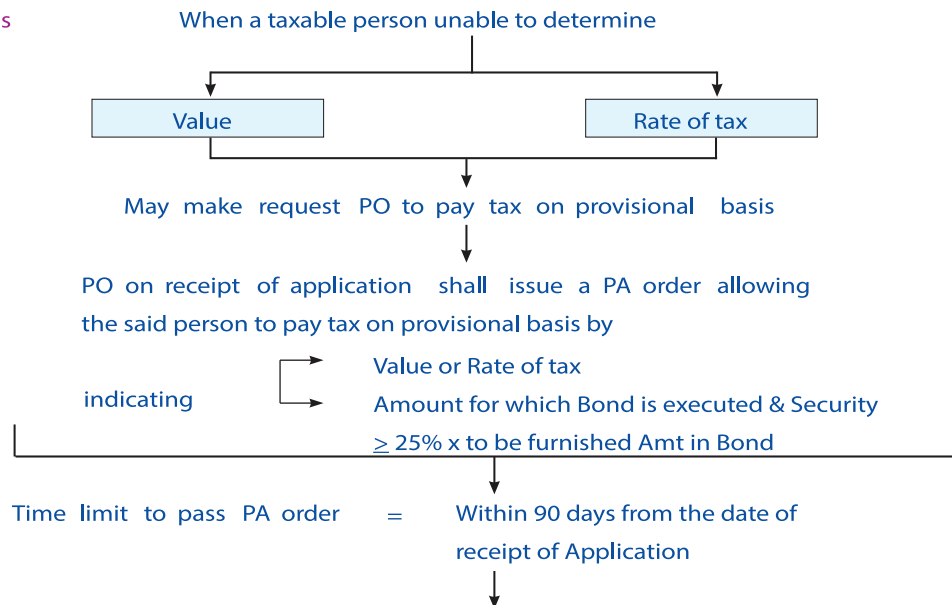 s When a taxable person unable to determine
Value Rate of tax
May make request PO to pay tax on provisional basis
PO on receipt of application shall issue a PA order allowing
the said person to pay tax on provisional basis by
Value or Rate of tax
indicating Amount for which Bond is executed & Security
≥ 25% x to be furnished Amt in Bond
Time limit to pass PA order = Within 90 days from the date of
receipt of Application